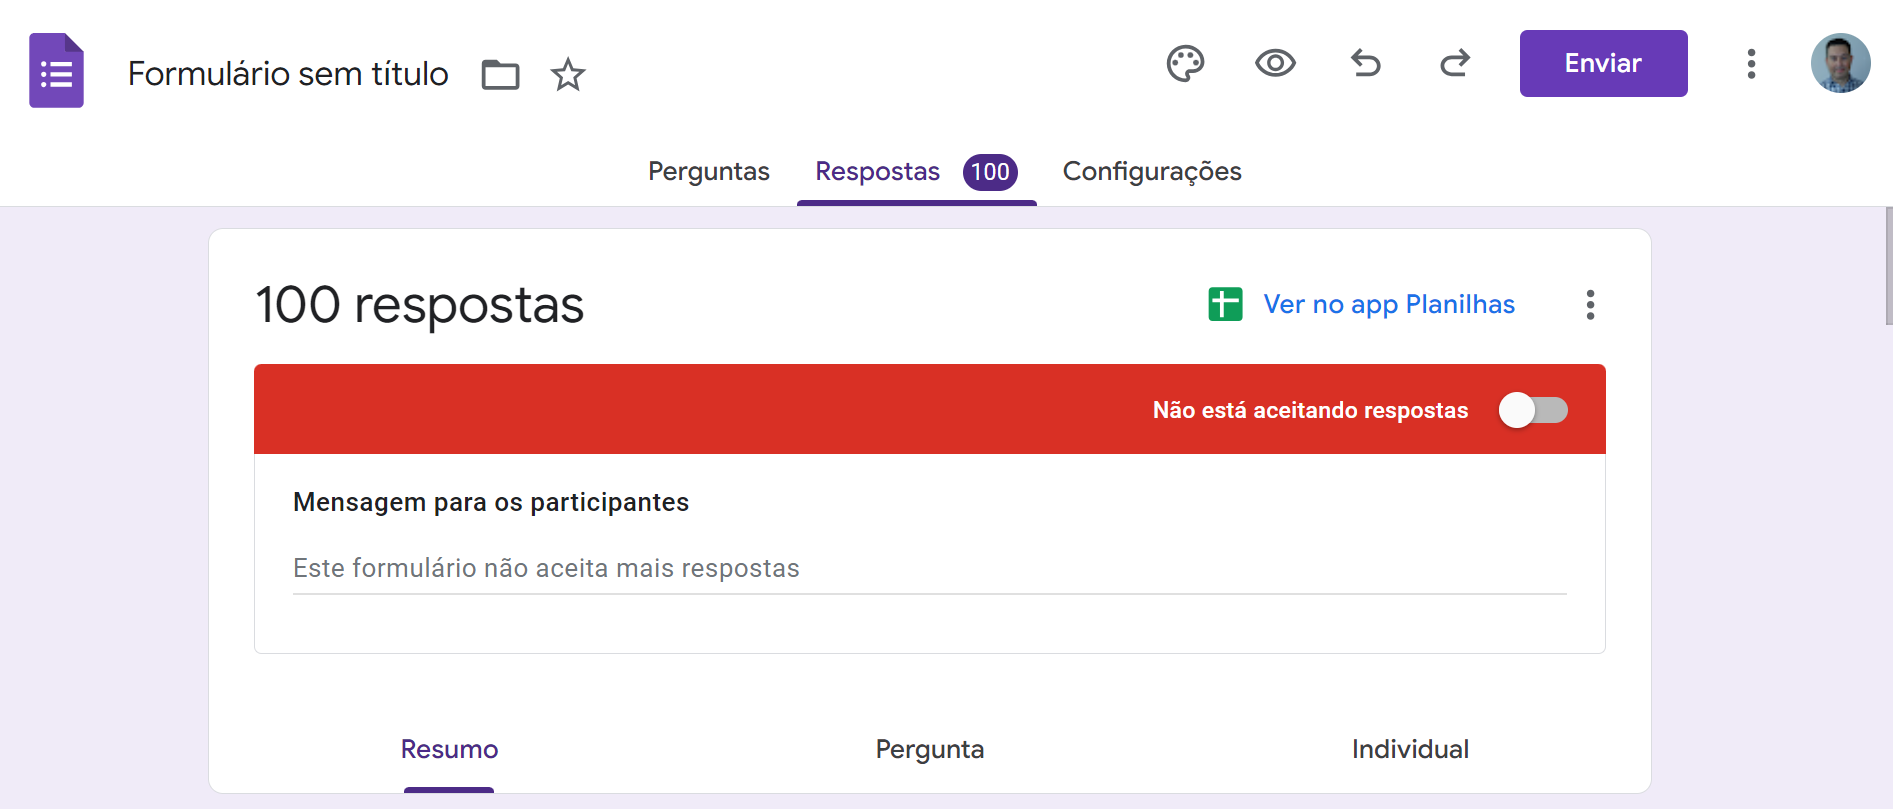 Formulário sem título
Enviar
Perguntas
Respostas 100
Configurações
100 respostas
Ver no app Planilhas
Não está aceitando respostas
Mensagem para os participantes
Este formulário não aceita mais respostas
Resumo
Pergunta
Individual